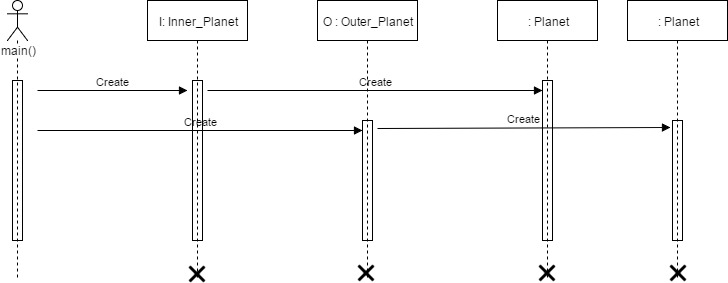 main()
I: Inner_Planet
O : Outer_Planet
: Planet
: Planet
Create
Create
Create
Create